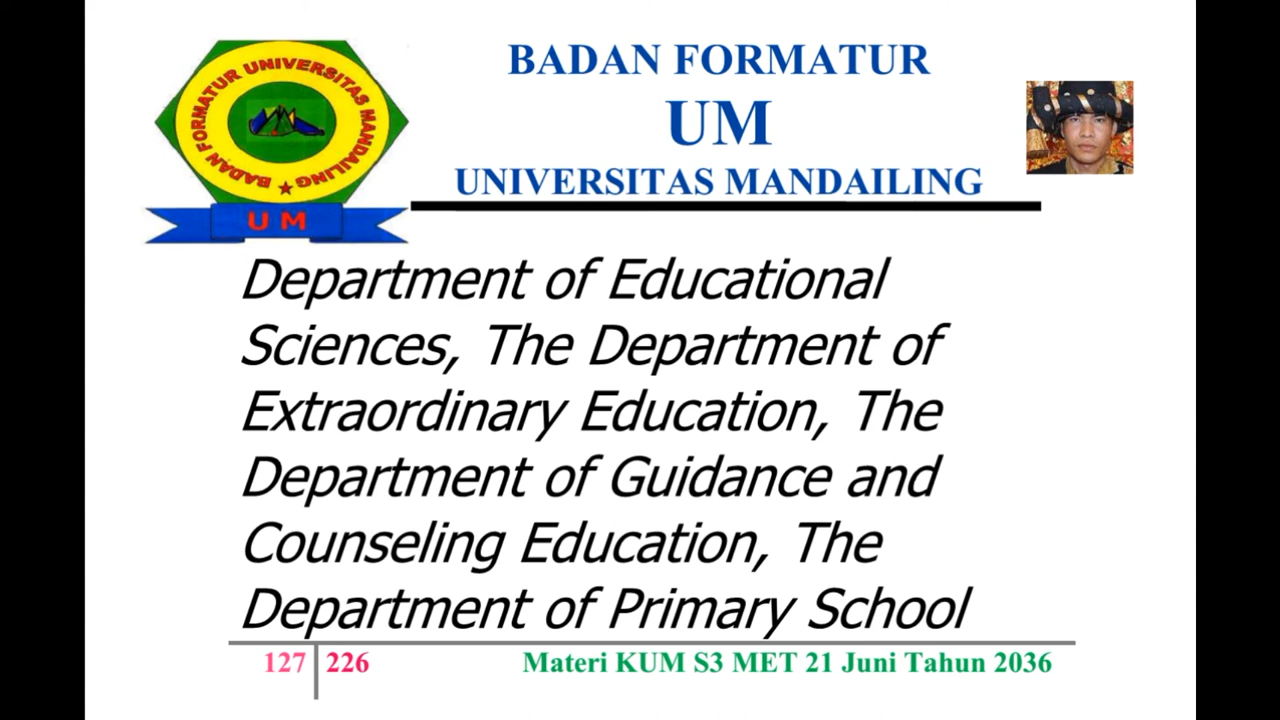 BADAN FORMATUR UNIVERSITAS MANDAILING
UM
BADAN FORMATUR
UM
UNIVERSITAS MANDAILING
Department of Educational
Sciences, The Department of
Extraordinary Education, The
Department of Guidance and
Counseling Education, The
Department of Primary School
127 226
Materi KUM S3 MET 21 Juni Tahun 2036